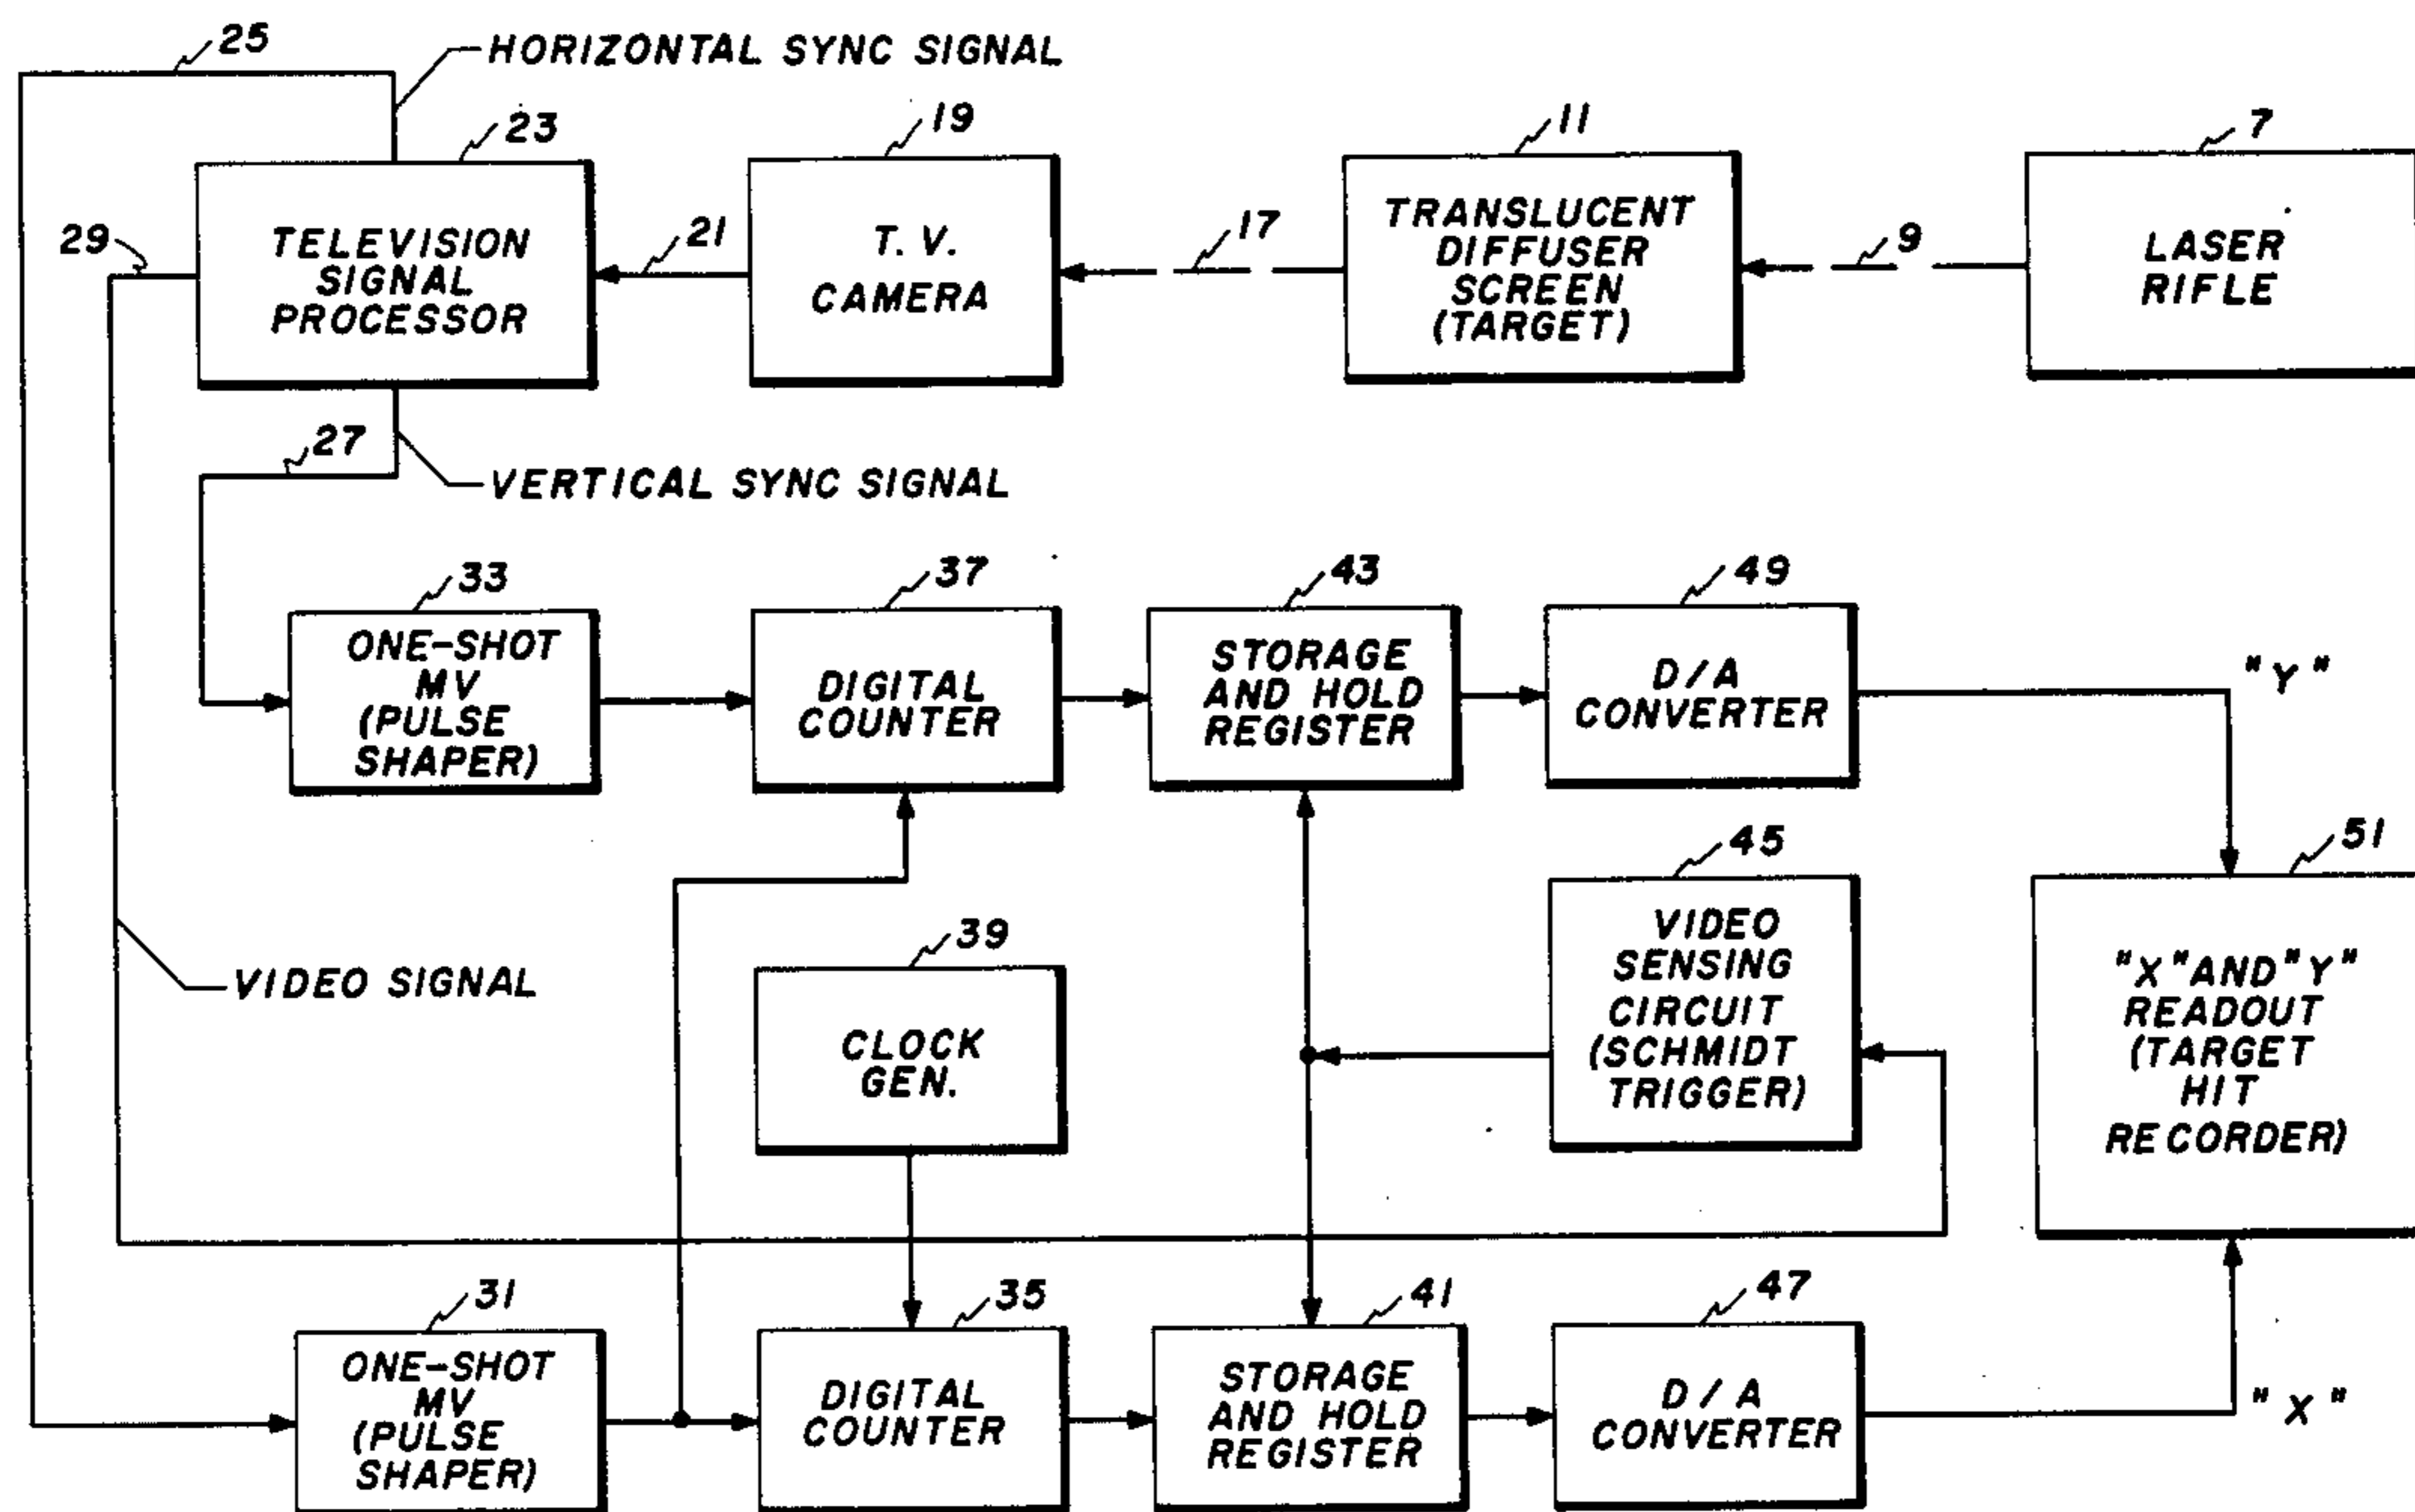 25
HORIZONTAL SYNC SIGNAL
23
19
11
7
29
TELEVISION
SIGNAL
PROCESSOR
21
T. V.
CAMERA
17
TRANSLUCENT
DIFFUSER
SCREEN
(TARGET)
9
LASER
RIFLE
27
VERTICAL SYNC SIGNAL
33
ONE-SHOT
MV
(PULSE
SHAPER)
37
DIGITAL
COUNTER
43
STORAGE
AND HOLD
REGISTER
49
D/A
CONVERTER
"Y"
VIDEO SIGNAL
39
CLOCK
GEN.
45
VIDEO
SENSING
CIRCUIT
(SCHMIDT
TRIGGER)
51
"X" AND "Y"
READOUT
(TARGET
HIT
RECORDER)
31
ONE-SHOT
MV
(PULSE
SHAPER)
35
DIGITAL
COUNTER
41
STORAGE
AND HOLD
REGISTER
47
D/A
CONVERTER
"X"